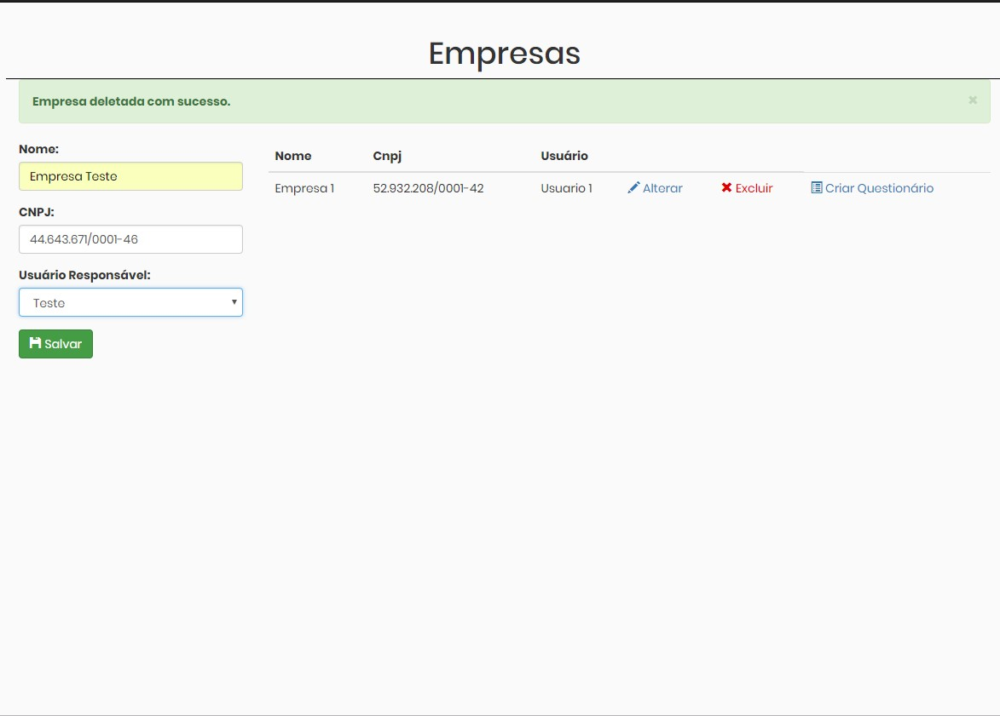 Empresas
Empresa deletada com sucesso.
×
Nome:
Empresa Teste
CNPJ:
44.643.671/0001-46
Usuário Responsável:
Teste
Salvar
Nome Cnpj Usuário
Empresa 1 52.932.208/0001-42 Usuario 1 Alterar Excluir Criar Questionário